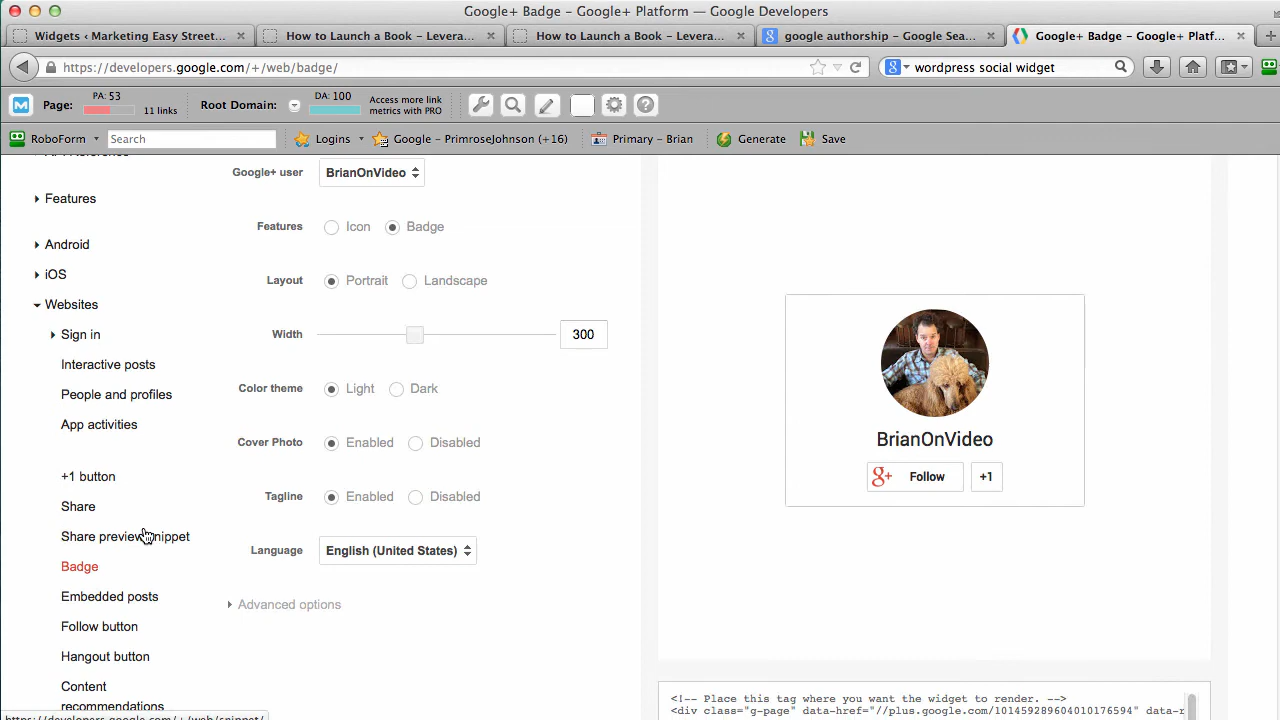 Google+ Badge – Google+ Platform — Google Developers
Widgets ‹ Marketing Easy Street...
How to Launch a Book – Levera...
How to Launch a Book – Levera...
google authorship - Google Sea...
Google+ Badge - Google+ Platf...
https://developers.google.com/+/web/badge/
wordpress social widget
Page:
PA: 53
11 links
Root Domain:
DA: 100
Access more link
metrics with PRO
RoboForm
Search
Logins
Google - PrimroseJohnson (+16)
Primary - Brian
Generate
Save
Features
Android
iOS
Websites
Sign in
Interactive posts
People and profiles
App activities
+1 button
Share
Share preview snippet
Badge
Embedded posts
Follow button
Hangout button
Content
recommendations
Google+ user
BrianOnVideo
Features
Icon
Badge
Layout
Portrait
Landscape
Width
300
Color theme
Light
Dark
Cover Photo
Enabled
Disabled
Tagline
Enabled
Disabled
Language
English (United States)
Advanced options
BrianOnVideo
g+ Follow
+1
<!-- Place this tag where you want the widget to render. -->
<div class="g-page" data-href="//plus.google.com/101459289604010176594" data-r
https://developers.google.com/+/web/snippet/